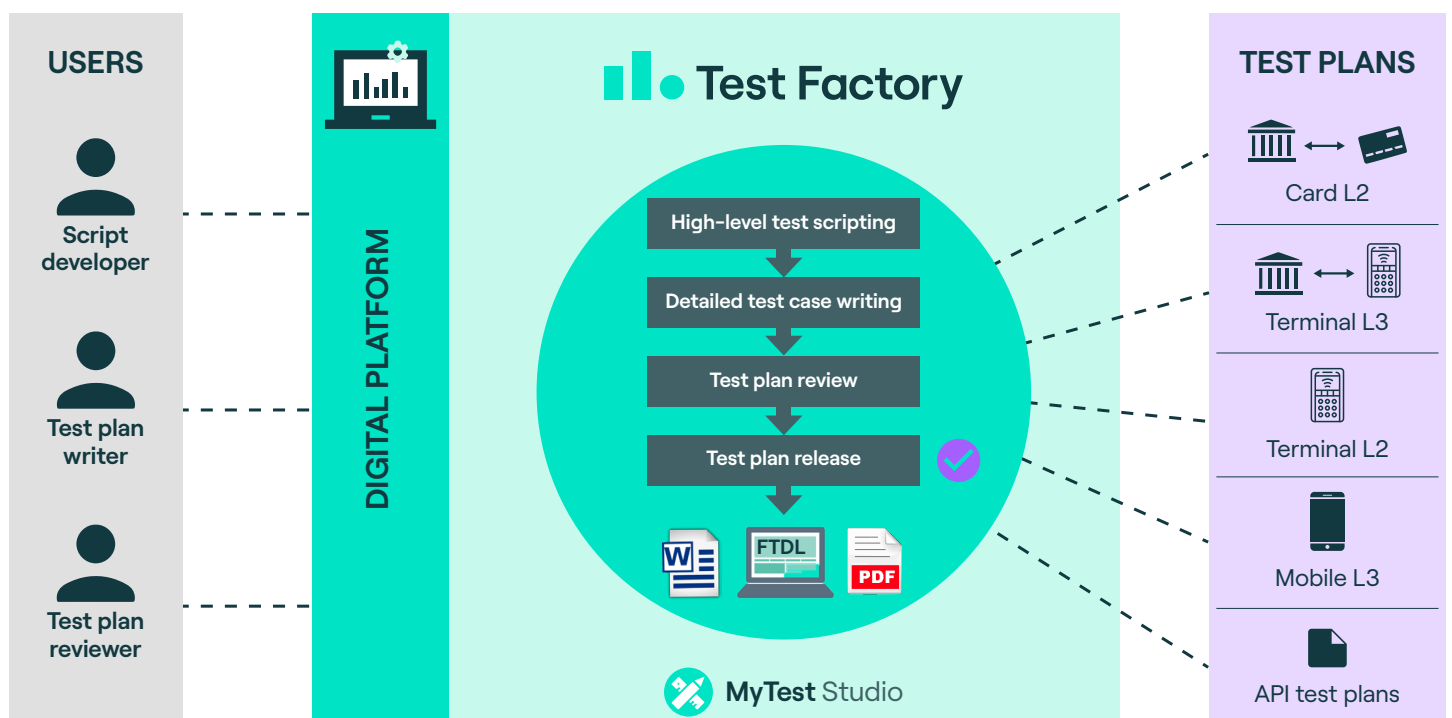 USERS
Script
developer
Test plan
writer
Test plan
reviewer
DIGITAL PLATFORM
Test Factory
High-level test scripting
Detailed test case writing
Test plan review
Test plan release
W
FTDL
PDF
MyTest Studio
TEST PLANS
Card L2
Terminal L3
Terminal L2
Mobile L3
API test plans